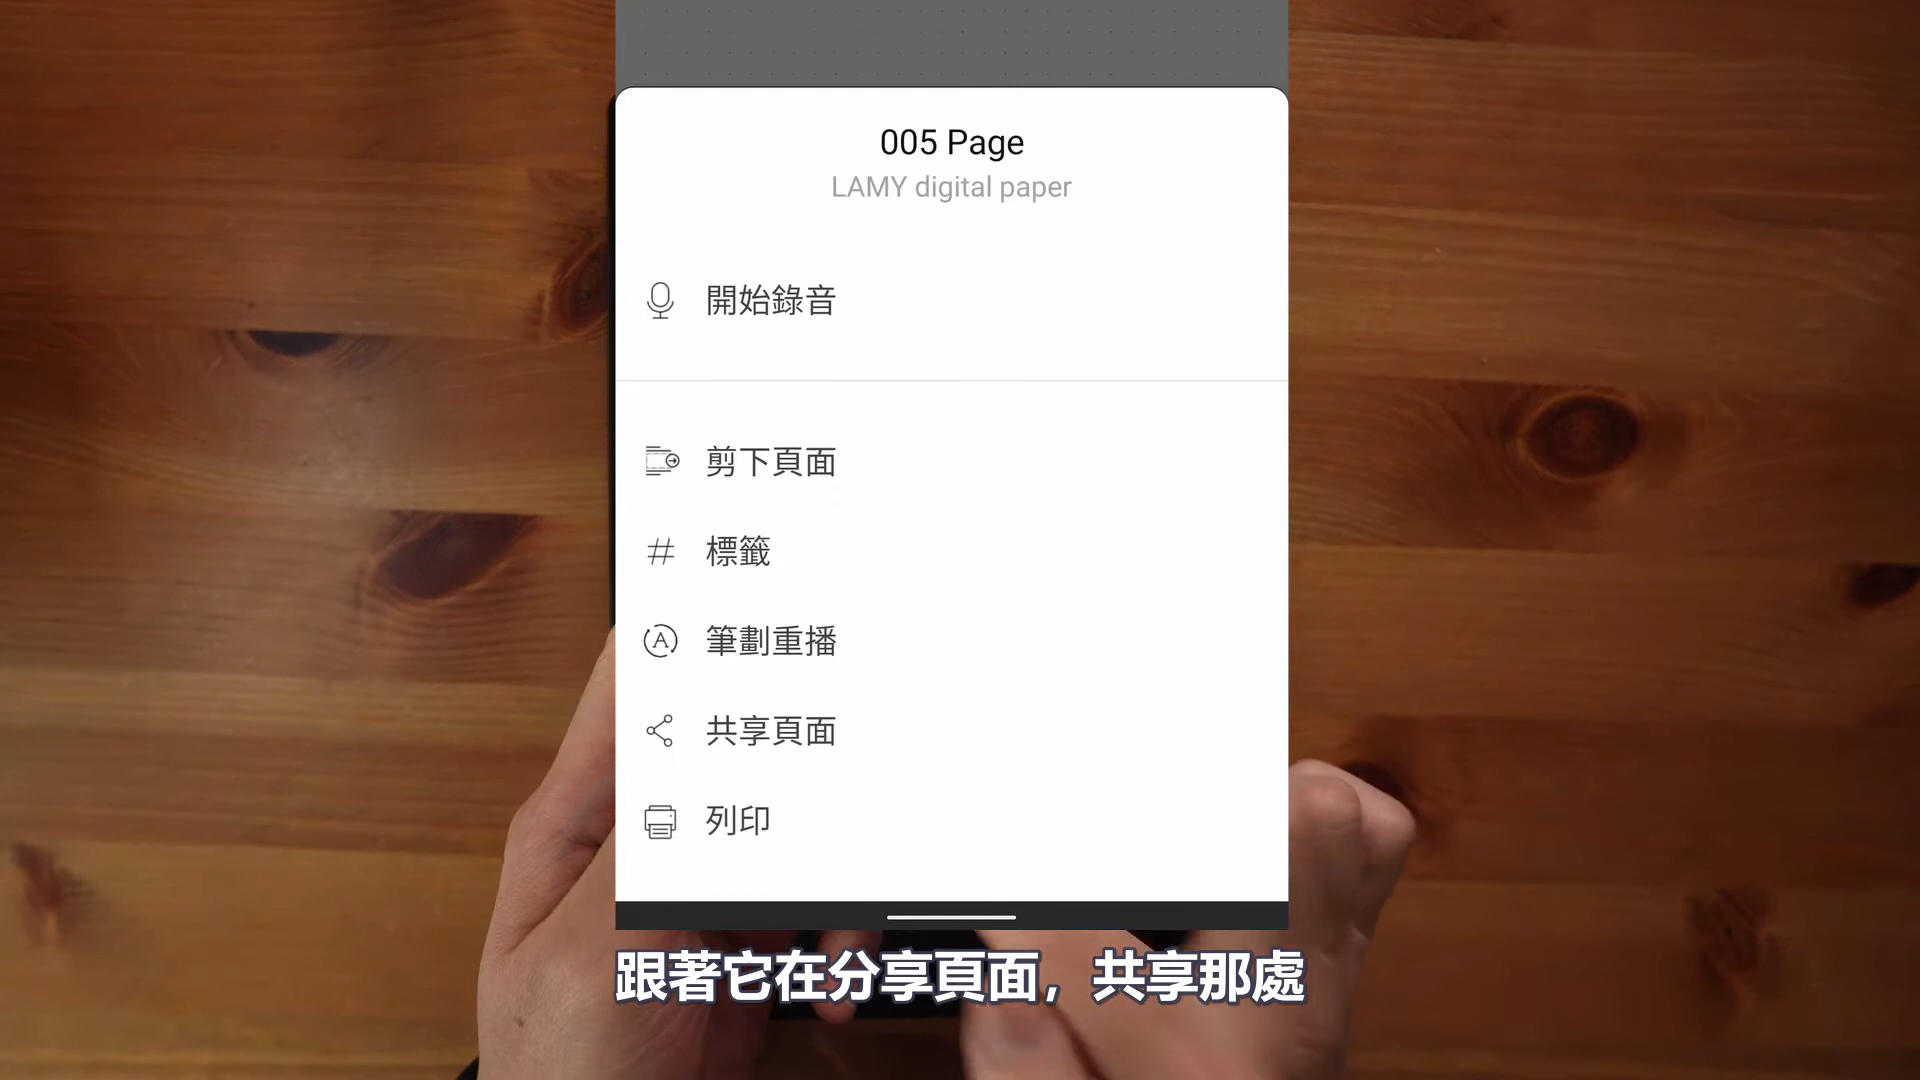 005 Page
LAMY digital paper
開始錄音
剪下頁面
標籤
筆劃重播
共享頁面
列印
跟著它在分享頁面，共享那處